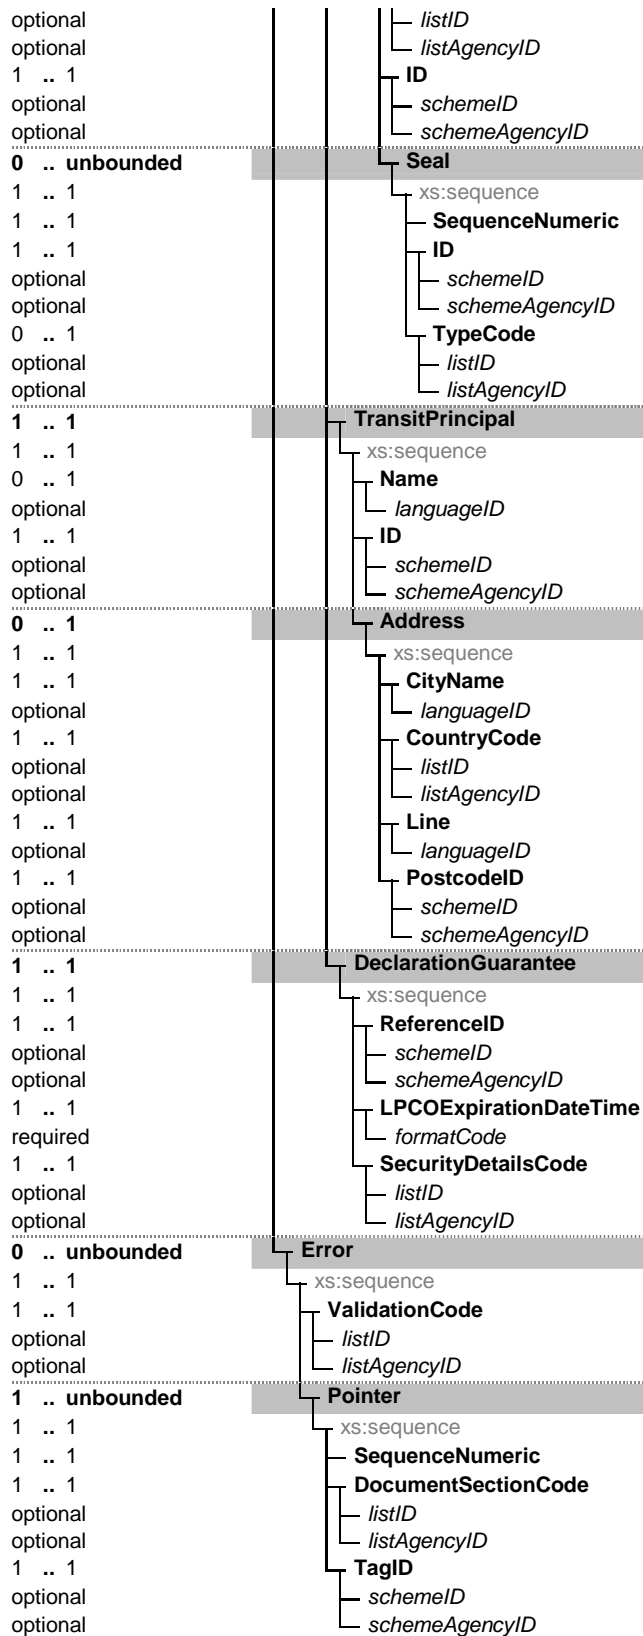 optional listID
optional listAgencyID
1 .. 1 ID
optional schemeID
optional schemeAgencyID
0 .. unbounded Seal
1 .. 1 xs:sequence
1 .. 1 SequenceNumeric
1 .. 1 ID
optional schemeID
optional schemeAgencyID
0 .. 1 TypeCode
optional listID
optional listAgencyID
1 .. 1 TransitPrincipal
1 .. 1 xs:sequence
0 .. 1 Name
optional languageID
1 .. 1 ID
optional schemeID
optional schemeAgencyID
0 .. 1 Address
1 .. 1 xs:sequence
1 .. 1 CityName
optional languageID
1 .. 1 CountryCode
optional listID
optional listAgencyID
1 .. 1 Line
optional languageID
1 .. 1 PostcodeID
optional schemeID
optional schemeAgencyID
1 .. 1 DeclarationGuarantee
1 .. 1 xs:sequence
1 .. 1 ReferenceID
optional schemeID
optional schemeAgencyID
1 .. 1 LPCOExpirationDateTime
required formatCode
1 .. 1 SecurityDetailsCode
optional listID
optional listAgencyID
0 .. unbounded Error
1 .. 1 xs:sequence
1 .. 1 ValidationCode
optional listID
optional listAgencyID
1 .. unbounded Pointer
1 .. 1 xs:sequence
1 .. 1 SequenceNumeric
1 .. 1 DocumentSectionCode
optional listID
optional listAgencyID
1 .. 1 TagID
optional schemeID
optional schemeAgencyID